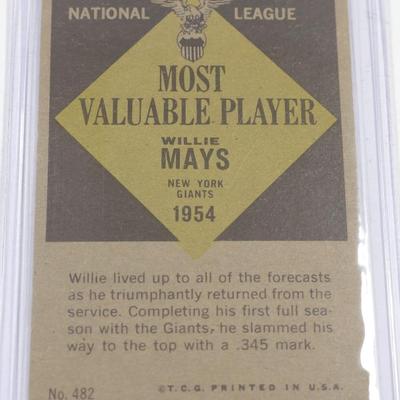 NATIONAL LEAGUE
MOST
VALUABLE PLAYER
WILLIE
MAYS
NEW YORK
GIANTS
1954
Willie lived up to all of the forecasts
as he triumphantly returned from the
service. Completing his first full sea-
son with the Giants, he slammed his
way to the top with a .345 mark.
No. 482 ©T.C.G. PRINTED IN U.S.A.